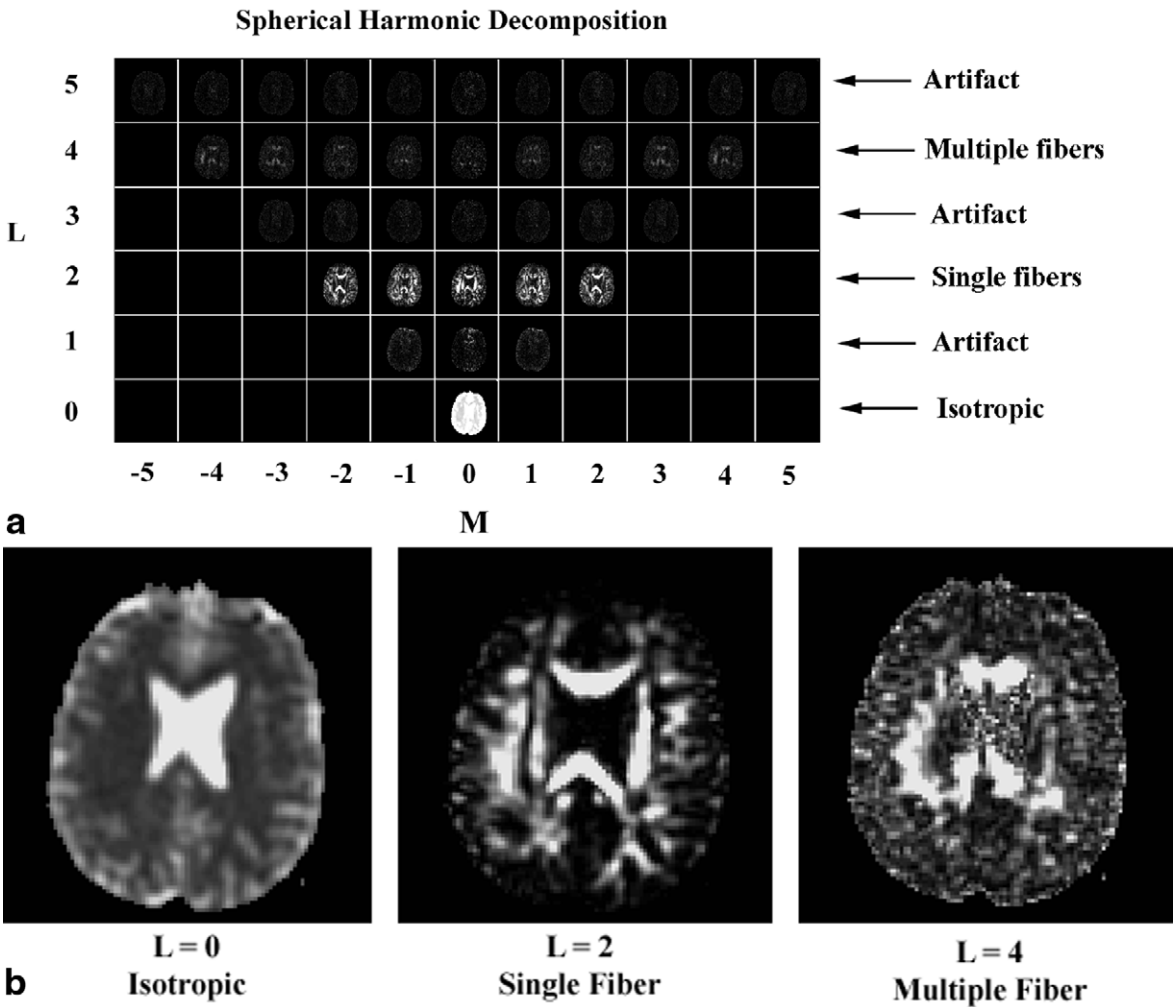 Spherical Harmonic Decomposition
5
Artifact
4
Multiple fibers
3
Artifact
L
2
Single fibers
1
Artifact
0
Isotropic
-5 -4 -3 -2 -1 0 1 2 3 4 5
a
M
L = 0
Isotropic
L = 2
Single Fiber
L = 4
Multiple Fiber
b